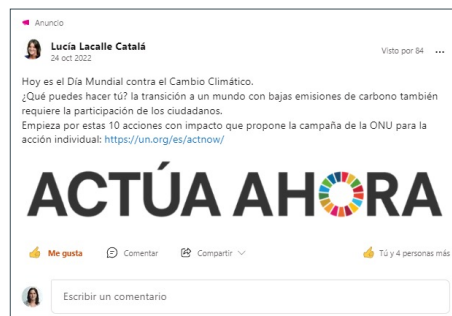 Anuncio
Lucía Lacalle Catalá
24 oct 2022
Visto por 84
Hoy es el Día Mundial contra el Cambio Climático.
¿Qué puedes hacer tú? la transición a un mundo con bajas emisiones de carbono también
requiere la participación de los ciudadanos.
Empieza por estas 10 acciones con impacto que propone la campaña de la ONU para la
acción individual: https://un.org/es/actnow/
ACTÚA AHORA
Me gusta
Comentar
Compartir
Tú y 4 personas más
Escribir un comentario